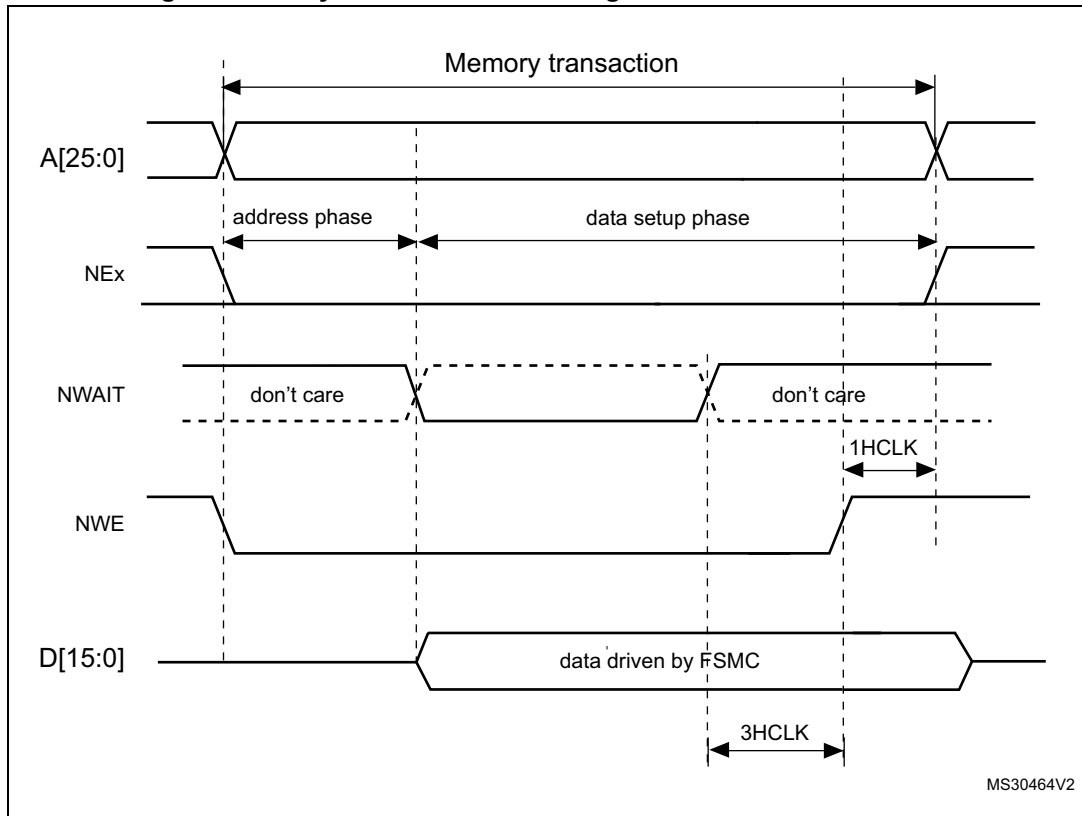 Memory transaction
A[25:0]
address phase
data setup phase
NEx
NWAIT
don't care
don't care
1HCLK
NWE
D[15:0]
data driven by FSMC
3HCLK
MS30464V2